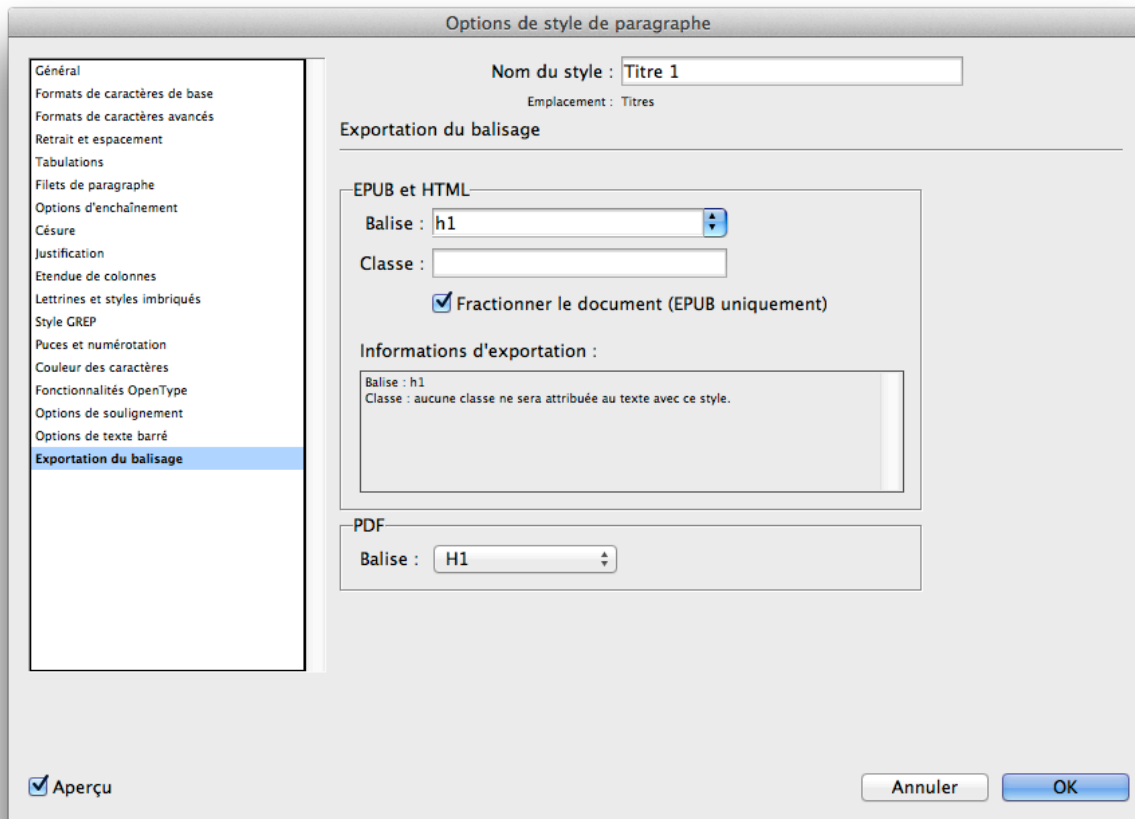 Options de style de paragraphe
Général
Formats de caractères de base
Formats de caractères avancés
Retrait et espacement
Tabulations
Filets de paragraphe
Options d'enchaînement
Césure
Justification
Etendue de colonnes
Lettrines et styles imbriqués
Style GREP
Puces et numérotation
Couleur des caractères
Fonctionnalités OpenType
Options de soulignement
Options de texte barré
Exportation du balisage
Nom du style : Titre 1
Emplacement : Titres
Exportation du balisage
EPUB et HTML
Balise : h1
Classe :
Fractionner le document (EPUB uniquement)
Informations d'exportation :
Balise : h1
Classe : aucune classe ne sera attribuée au texte avec ce style.
PDF
Balise : H1
Aperçu
Annuler
OK